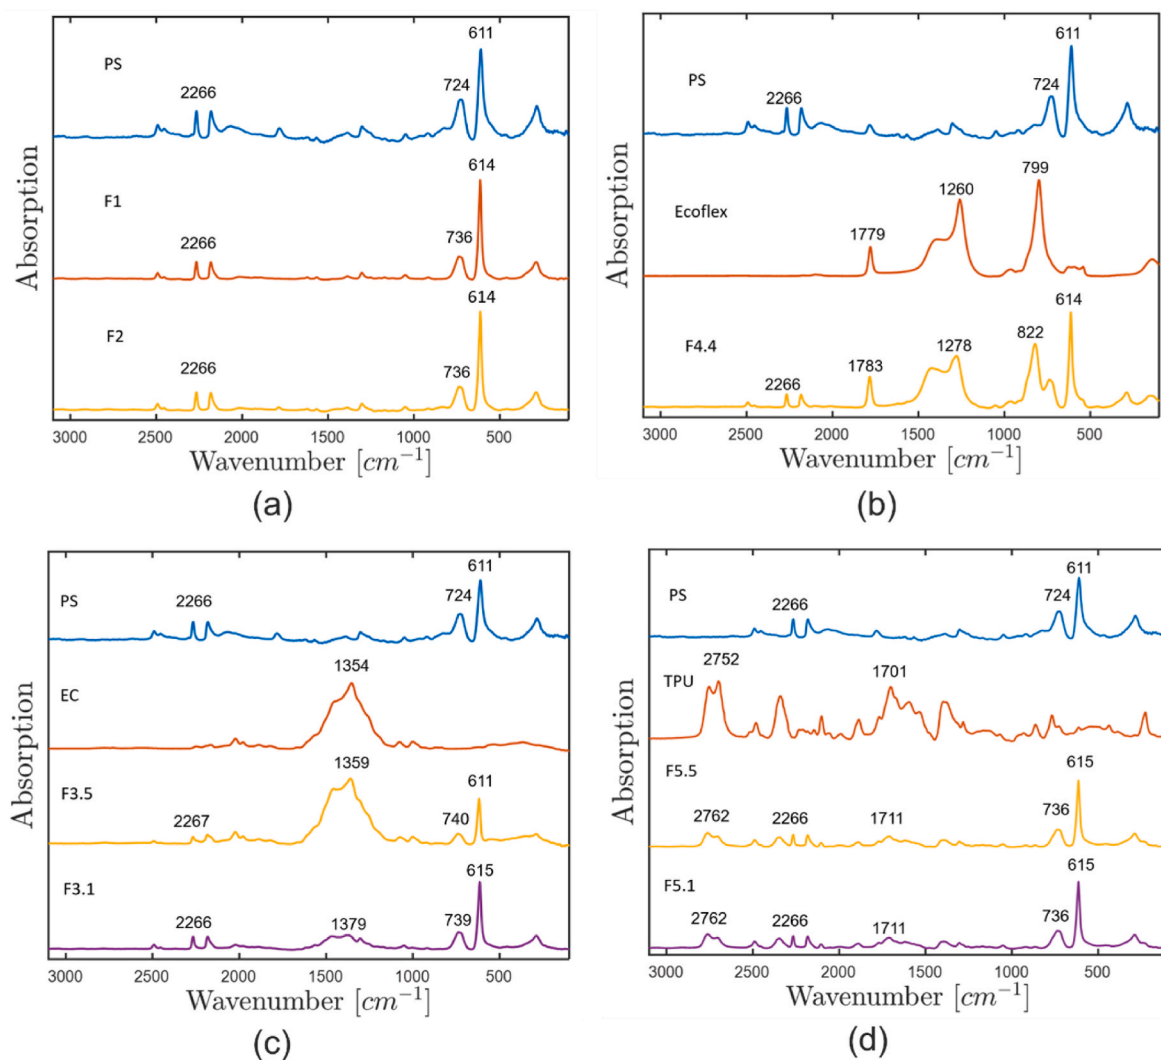 611
PS
724
2266
614
F1
736
2266
614
F2
736
2266
Absorption
3000 2500 2000 1500 1000 500
Wavenumber [cm⁻¹]
(a)
611
PS
724
2266
799
1260
Ecoflex
1779
614
822
F4.4
1278
1783
2266
Absorption
3000 2500 2000 1500 1000 500
Wavenumber [cm⁻¹]
(b)
611
PS
724
2266
1354
EC
1359
611
F3.5
740
2267
615
F3.1
739
2266
1379
Absorption
3000 2500 2000 1500 1000 500
Wavenumber [cm⁻¹]
(c)
611
PS
724
2266
2752
1701
TPU
615
F5.5
736
2762
2266
1711
615
F5.1
736
2762
2266
1711
Absorption
3000 2500 2000 1500 1000 500
Wavenumber [cm⁻¹]
(d)